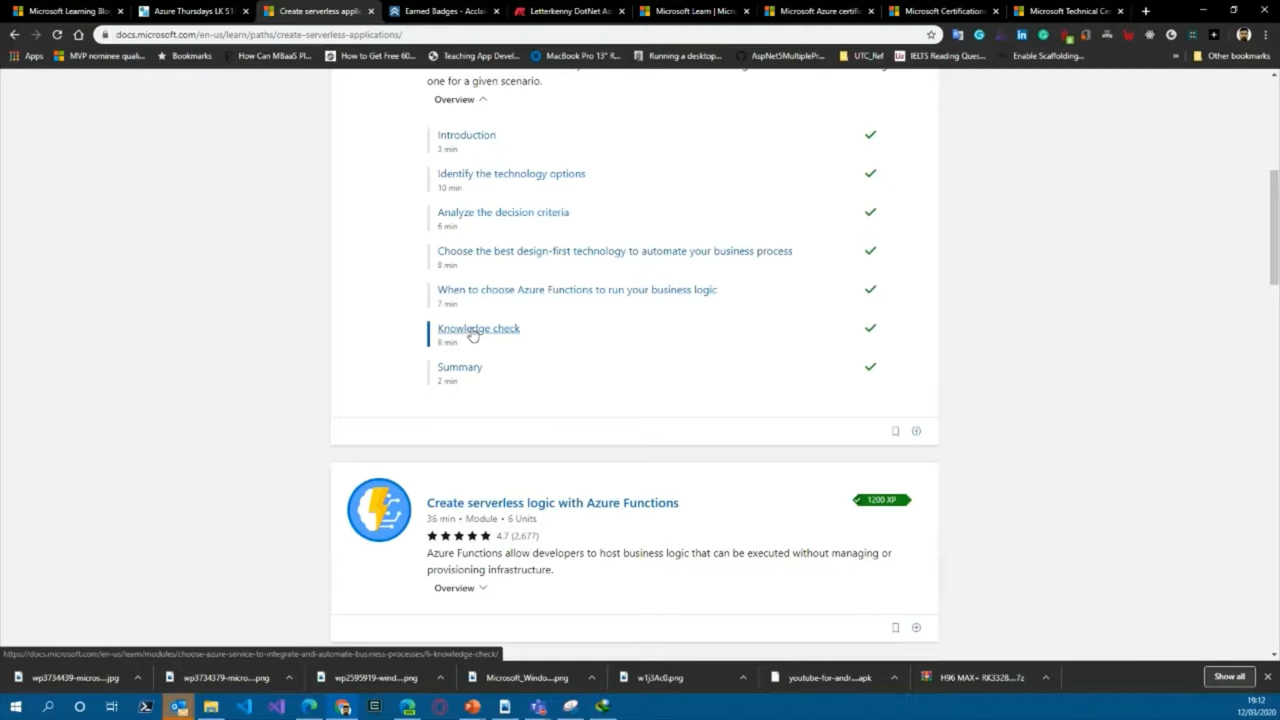 Microsoft Learning Blo
Azure Thursdays LK S1
Create serverless applic
Earned Badges - Acclai
Letterkenny DotNet Az
Microsoft Learn | Micro
Microsoft Azure certific
Microsoft Certification
Microsoft Technical Cer
docs.microsoft.com/en-us/learn/paths/create-serverless-applications/
Apps
MVP nominee quali...
Bookmarks
How Can MBaaS Pl...
How to Get Free 60...
Teaching App Devel...
MacBook Pro 13" R...
Running a desktop...
AspNet5MultiplePr...
UTC_Ref
IELTS Reading Ques...
Enable Scaffolding...
»
Other bookmarks
one for a given scenario.
Overview
Introduction
3 min
Identify the technology options
10 min
Analyze the decision criteria
6 min
Choose the best design-first technology to automate your business process
8 min
When to choose Azure Functions to run your business logic
7 min
Knowledge check
8 min
Summary
2 min
Create serverless logic with Azure Functions
1200 XP
36 min • Module • 6 Units
4.7 (2,677)
Azure Functions allow developers to host business logic that can be executed without managing or
provisioning infrastructure.
Overview
https://docs.microsoft.com/en-us/learn/modules/choose-azure-service-to-integrate-and-automate-business-processes/6-knowledge-check/
wp3734439-micros....jpg
wp3734379-micro....png
wp2595919-wind....png
Microsoft_Windo....png
w1j3Ac0.png
youtube-for-andr....apk
H96 MAX+ RK3328....7z
Show all
19:12
12/03/2020